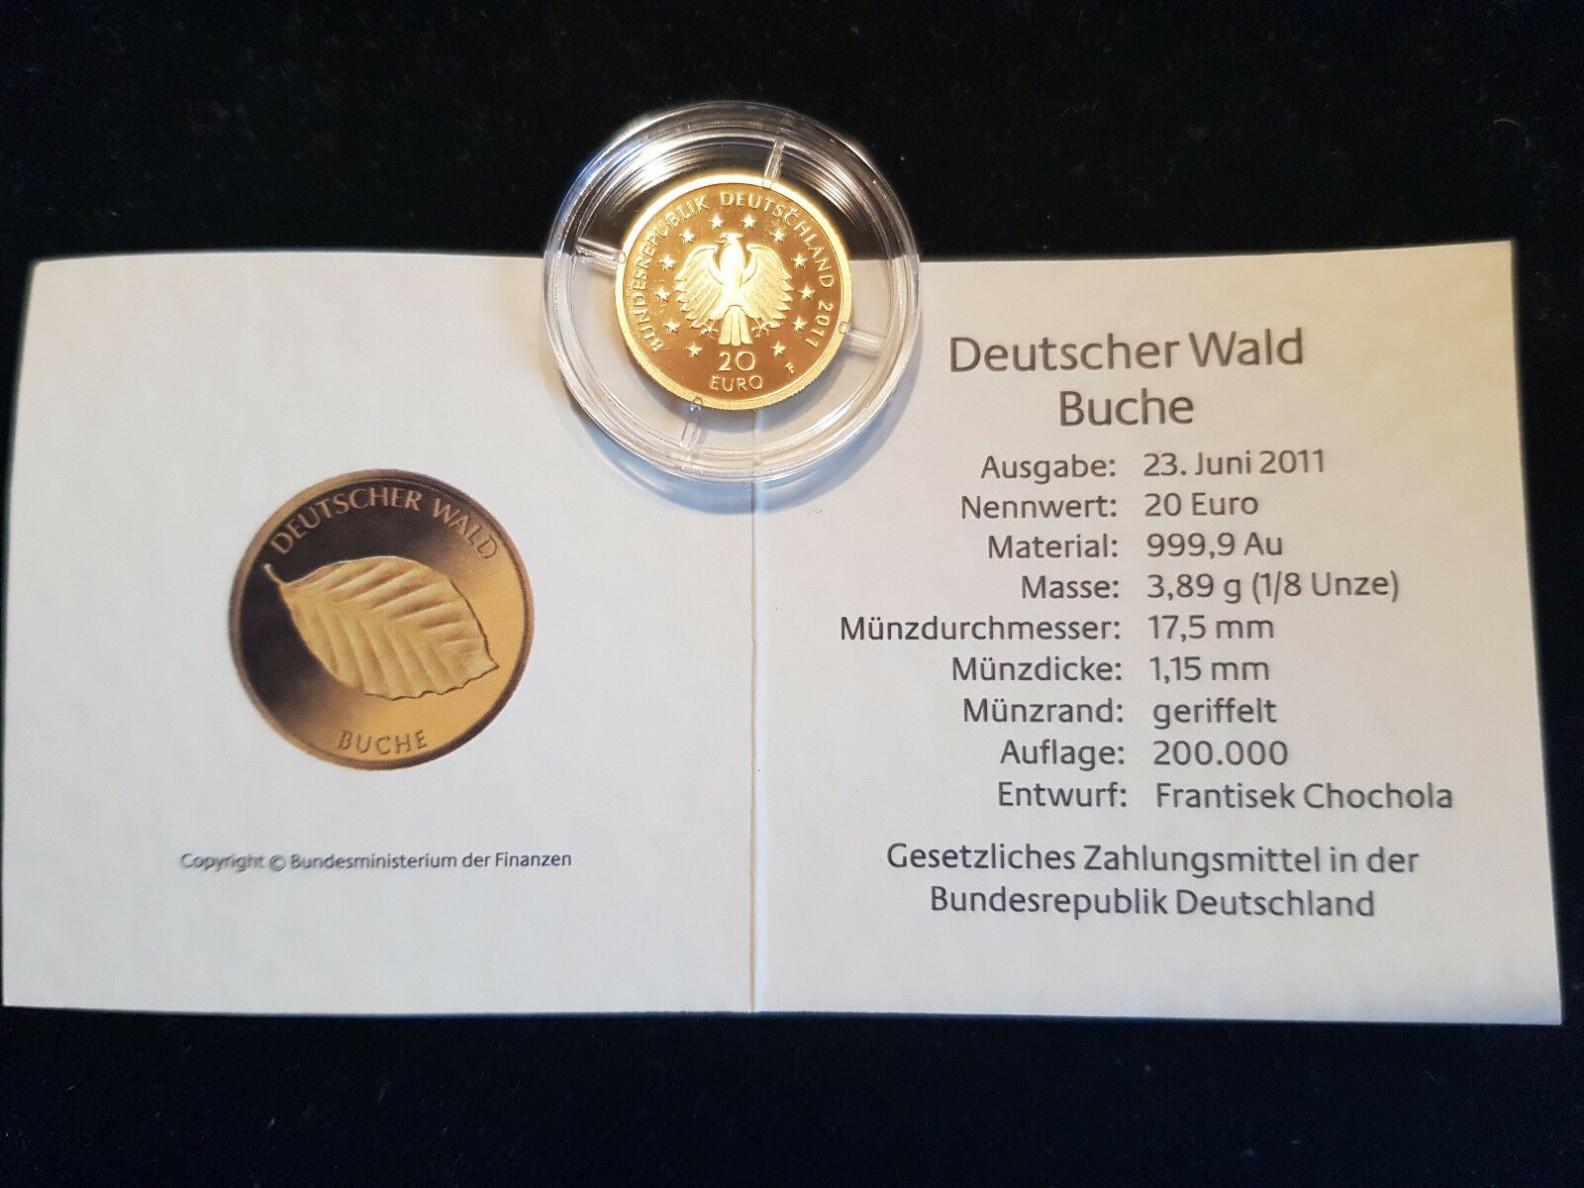 BUNDESREPUBLIK DEUTSCHLAND 2011
20
EURO
F
DEUTSCHER WALD
BUCHE
Copyright © Bundesministerium der Finanzen
Deutscher Wald
Buche
Ausgabe: 23. Juni 2011
Nennwert: 20 Euro
Material: 999,9 Au
Masse: 3,89 g (1/8 Unze)
Münzdurchmesser: 17,5 mm
Münzdicke: 1,15 mm
Münzrand: geriffelt
Auflage: 200.000
Entwurf: Frantisek Chochola
Gesetzliches Zahlungsmittel in der
Bundesrepublik Deutschland